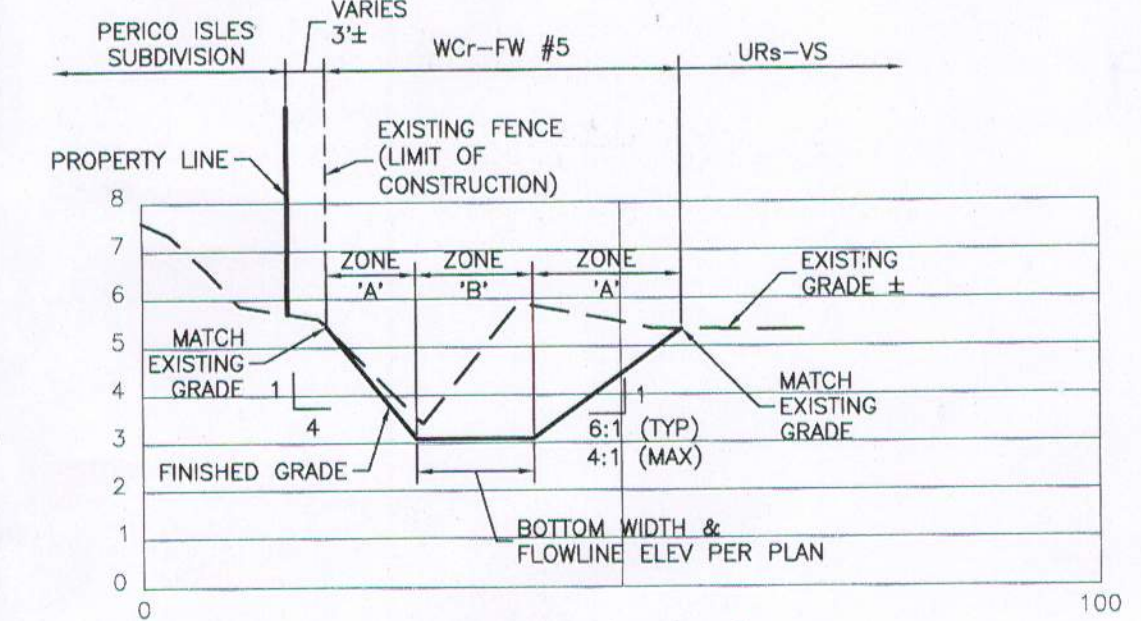 PERICO ISLES
SUBDIVISION
VARIES
3'±
WCr-FW #5
URs-VS
PROPERTY LINE
EXISTING FENCE
(LIMIT OF
CONSTRUCTION)
8
7
6
5
4
3
2
1
0
ZONE
'A'
ZONE
'B'
ZONE
'A'
EXISTING
GRADE ±
MATCH
EXISTING
GRADE
1
4
1
6:1 (TYP)
4:1 (MAX)
MATCH
EXISTING
GRADE
FINISHED GRADE
BOTTOM WIDTH &
FLOWLINE ELEV PER PLAN
0
100